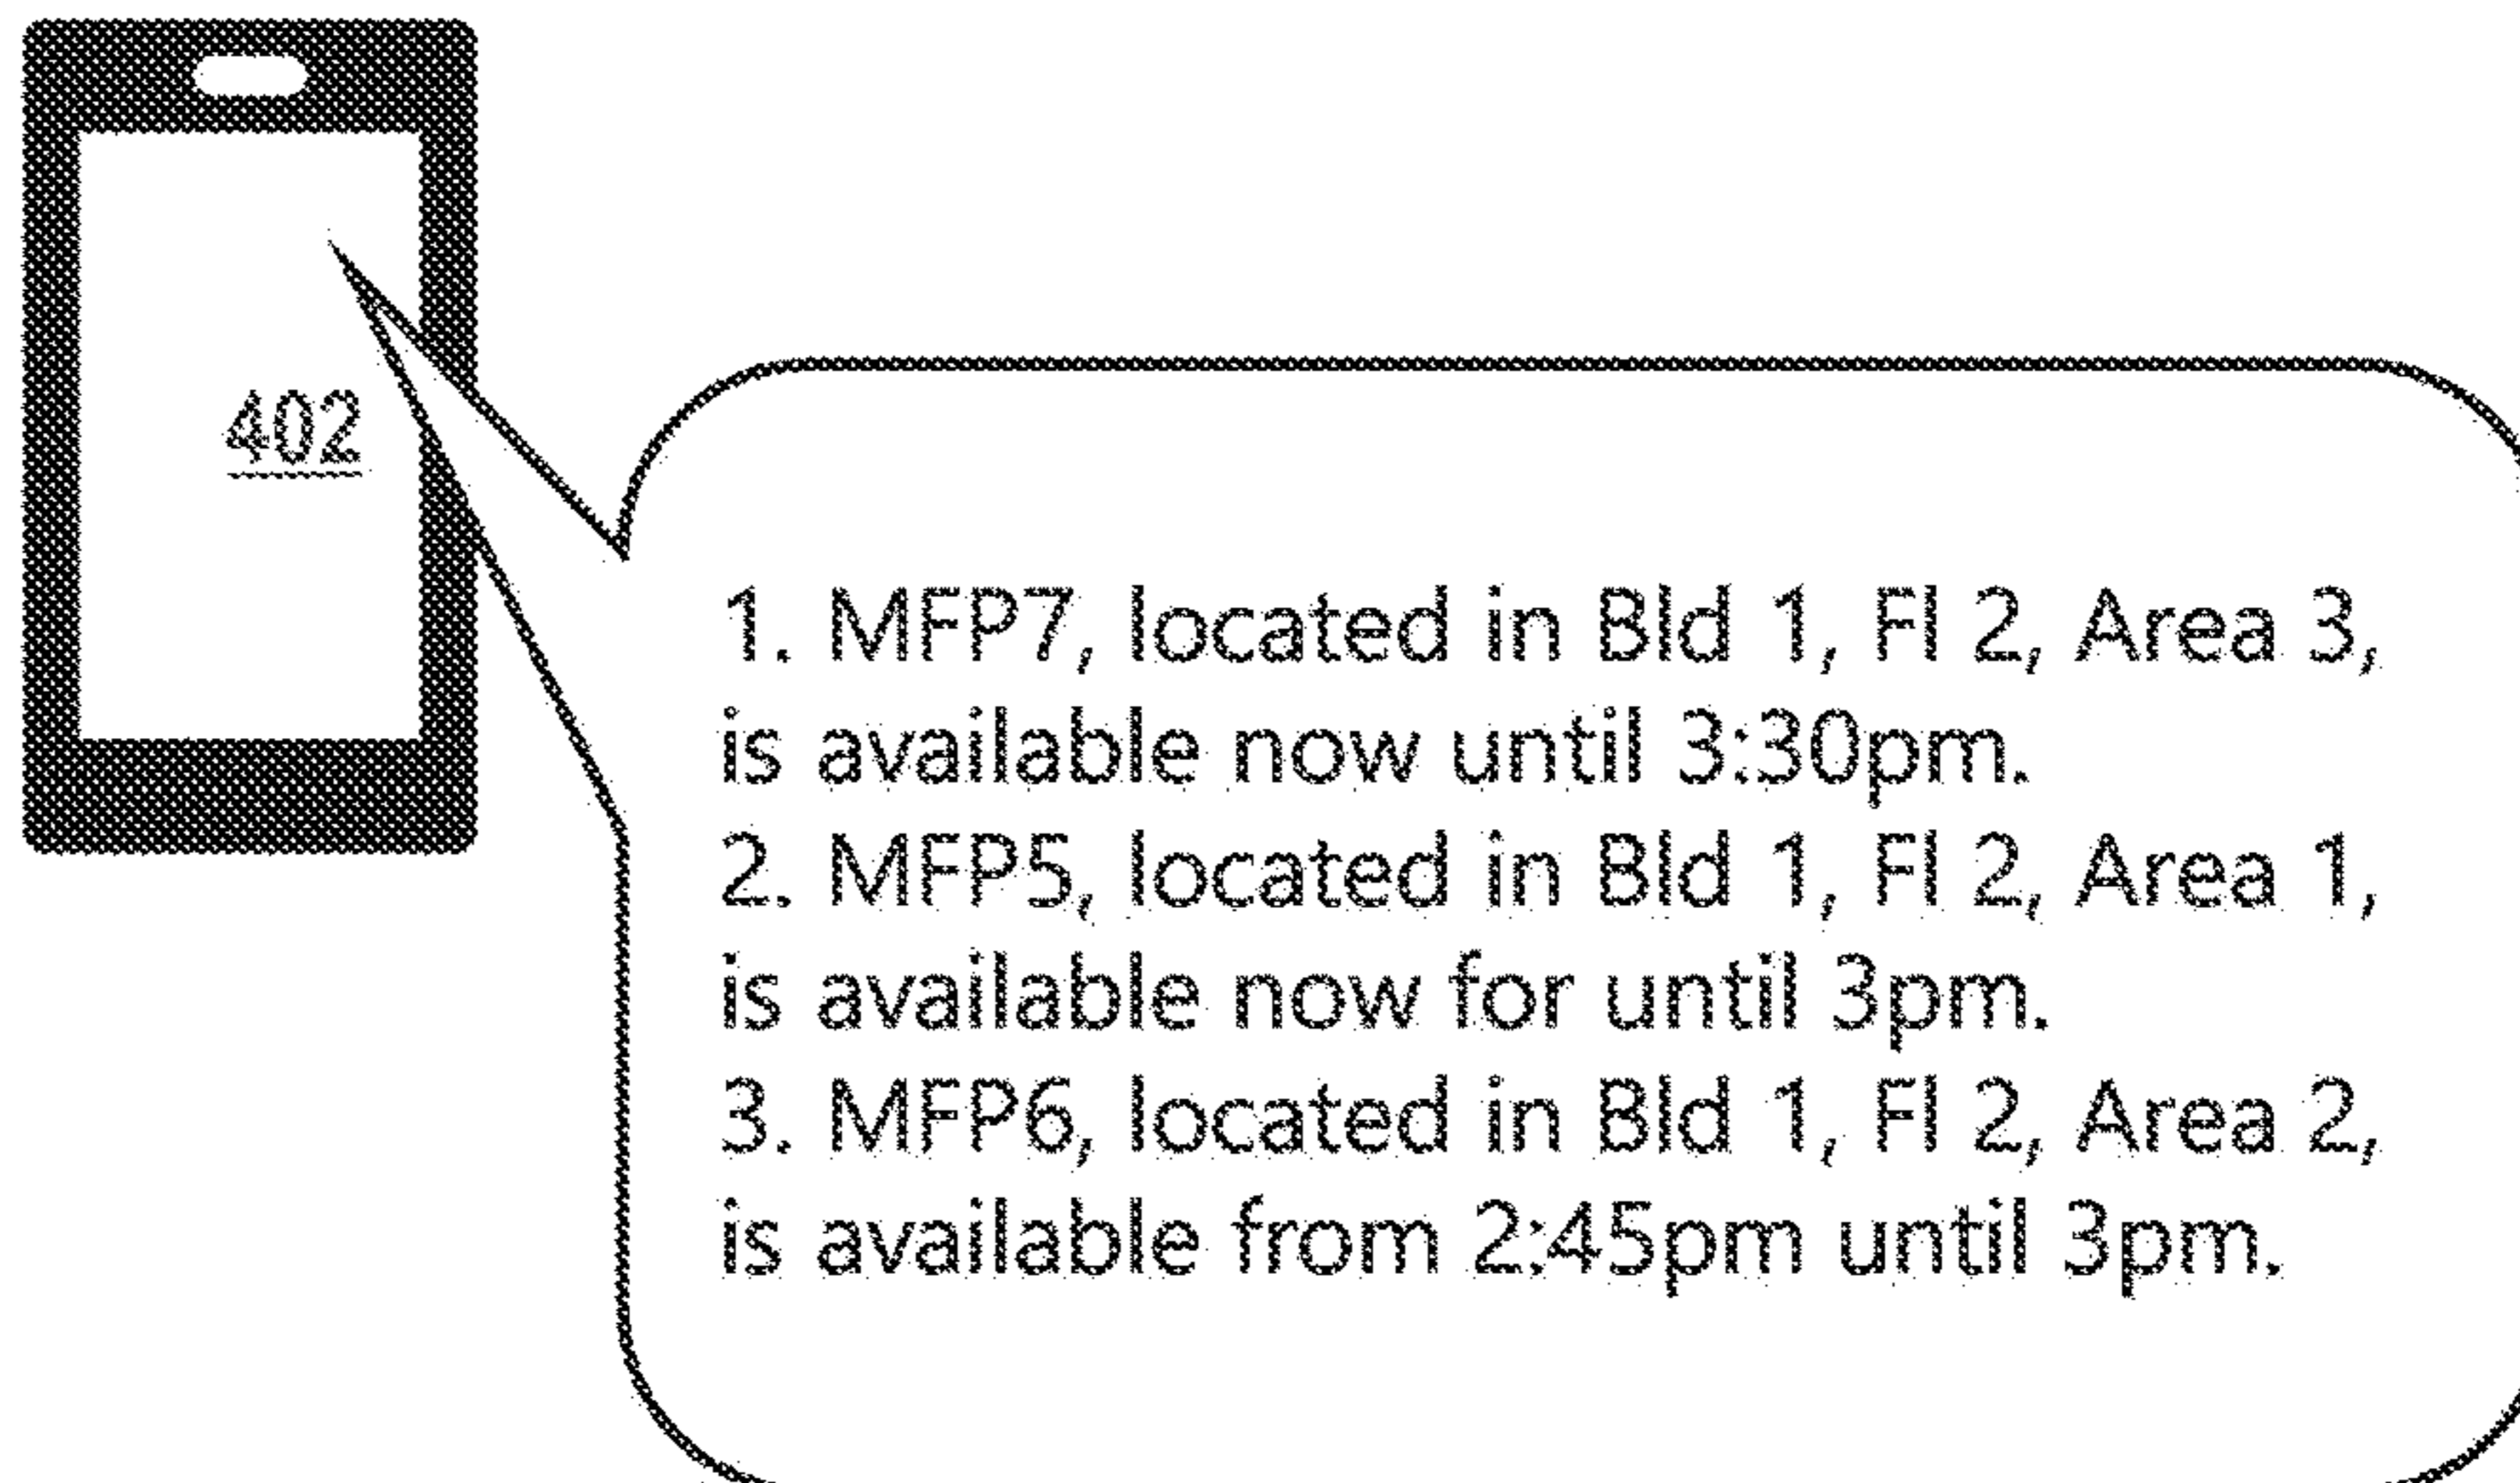 402
1. MFP7, located in Bld 1, Fl 2, Area 3,
is available now until 3:30pm.
2. MFP5, located in Bld 1, Fl 2, Area 1,
is available now for until 3pm.
3. MFP6, located in Bld 1, Fl 2, Area 2,
is available from 2:45pm until 3pm.